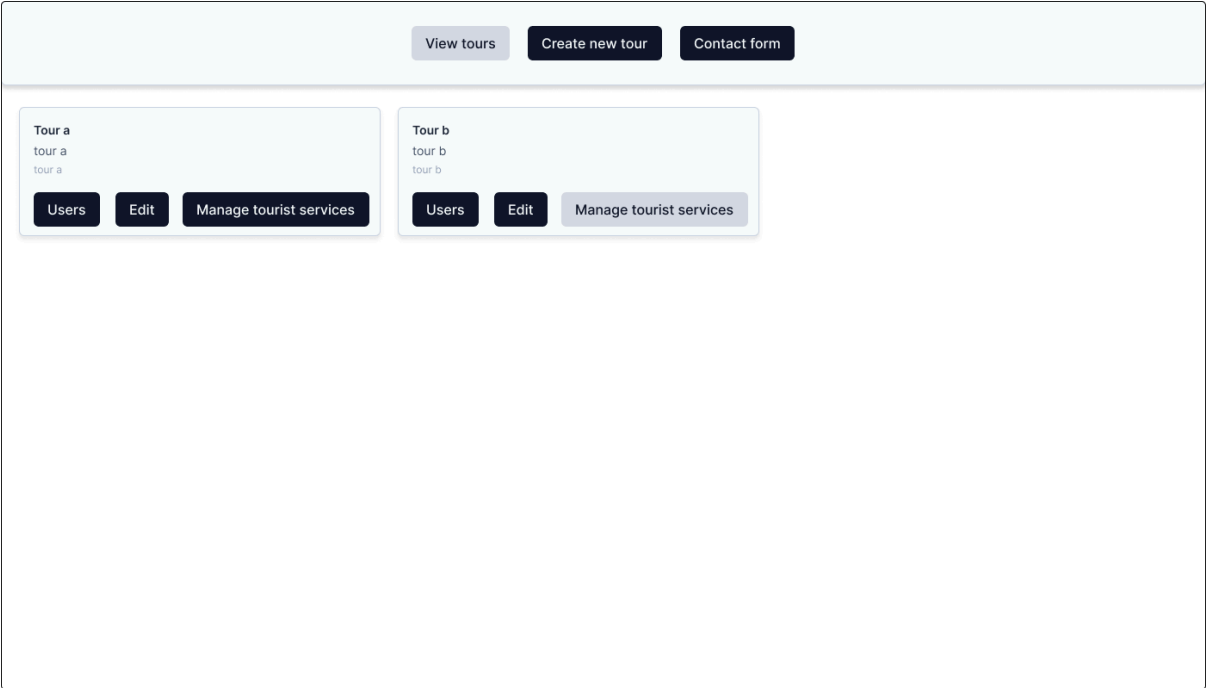 View tours Create new tour Contact form
Tour a
tour a
tour a
Users Edit Manage tourist services
Tour b
tour b
tour b
Users Edit Manage tourist services